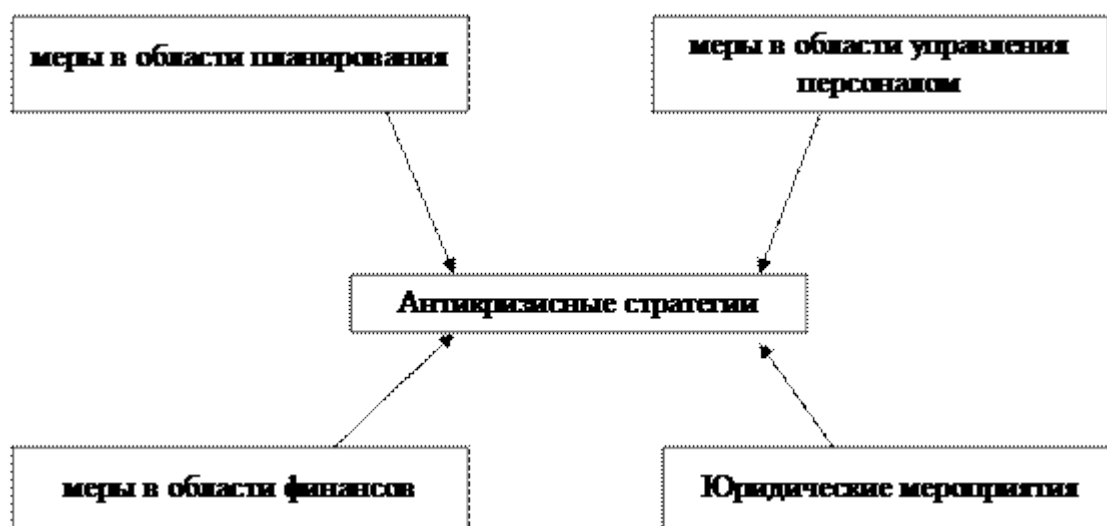 меры в области планирования
меры в области управления
персоналом
Антикризисные стратегии
меры в области финансов
Юридические мероприятия